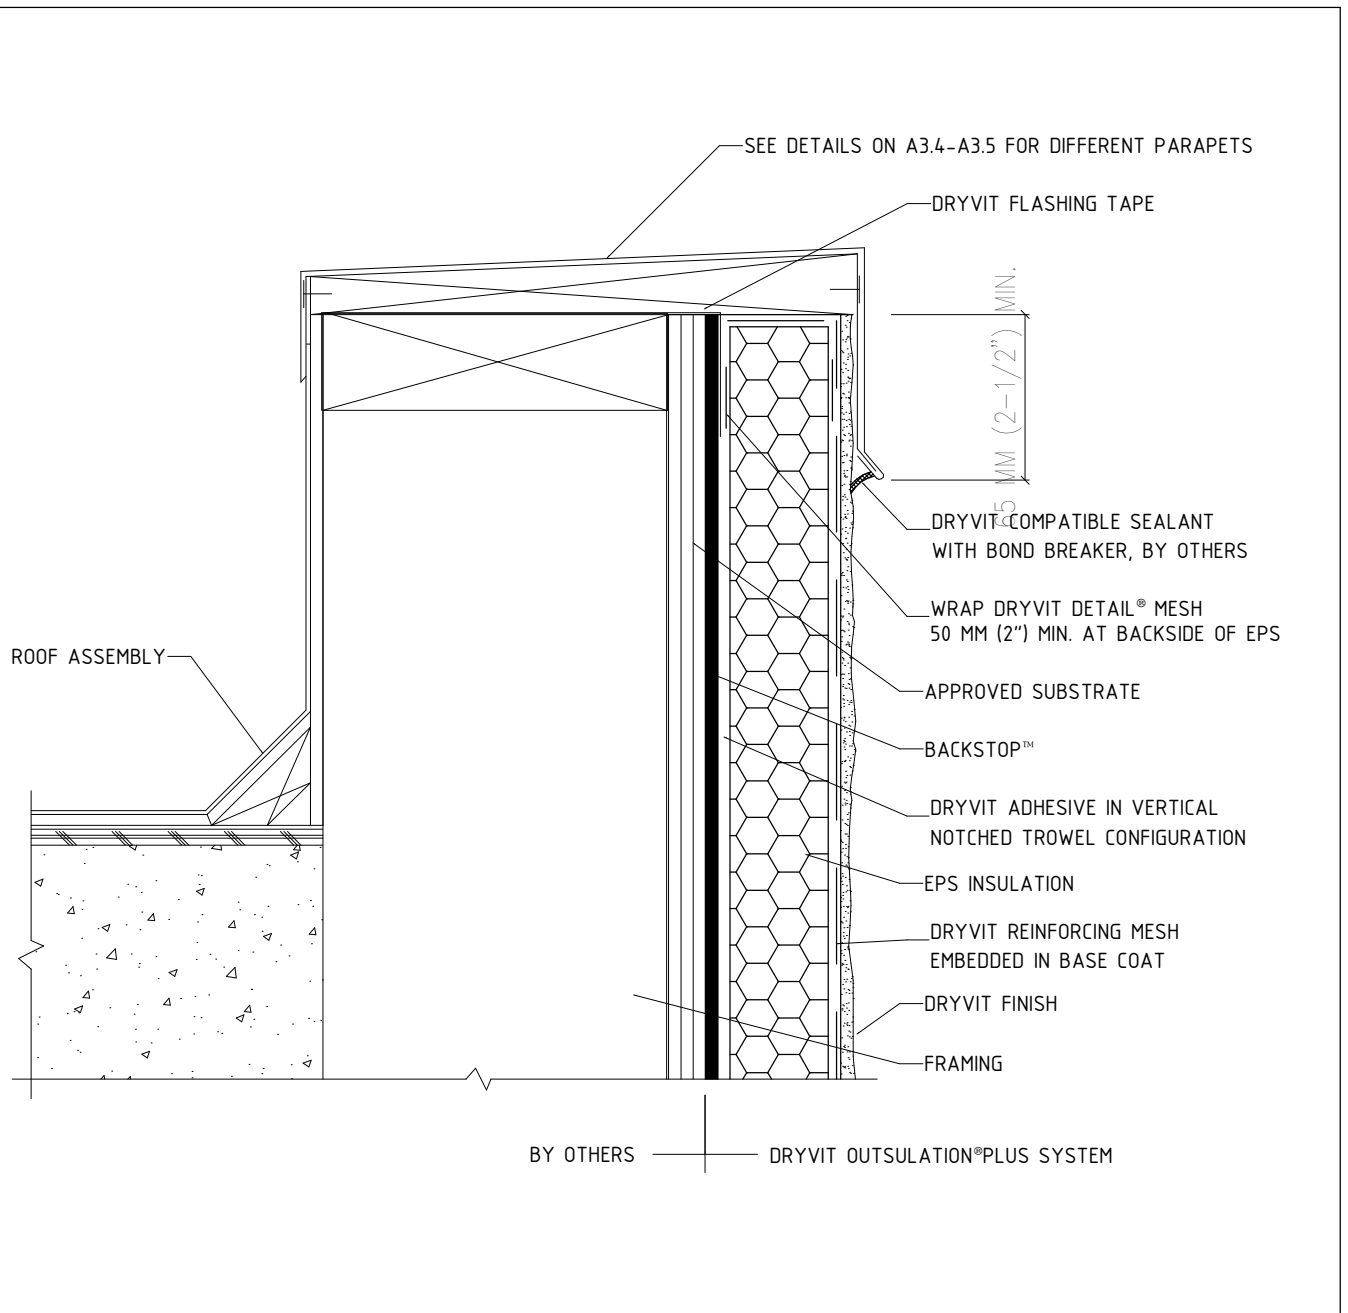 SEE DETAILS ON A3.4-A3.5 FOR DIFFERENT PARAPETS
DRYVIT FLASHING TAPE
65 MM (2-1/2") MIN.
DRYVIT COMPATIBLE SEALANT
WITH BOND BREAKER, BY OTHERS
WRAP DRYVIT DETAIL® MESH
50 MM (2") MIN. AT BACKSIDE OF EPS
ROOF ASSEMBLY
APPROVED SUBSTRATE
BACKSTOP™
DRYVIT ADHESIVE IN VERTICAL
NOTCHED TROWEL CONFIGURATION
EPS INSULATION
DRYVIT REINFORCING MESH
EMBEDDED IN BASE COAT
DRYVIT FINISH
FRAMING
BY OTHERS
DRYVIT OUTSULATION®PLUS SYSTEM